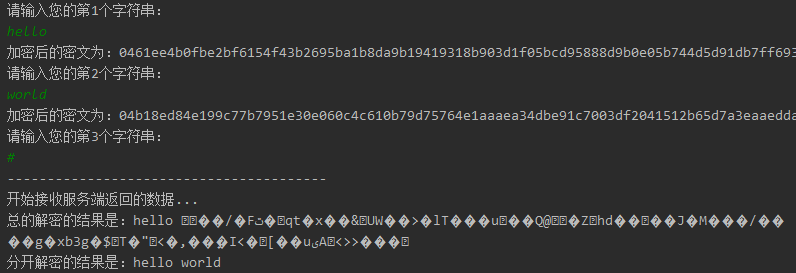 请输入您的第1个字符串:
hello
加密后的密文为: 0461ee4b0fbe2bf6154f43b2695ba1b8da9b19419318b903d1f05bcd95888d9b0e05b744d5d91db7ff693
请输入您的第2个字符串:
world
加密后的密文为: 04b18ed84e199c77b7951e30e060c4c610b79d75764e1aaaea34dbe91c7003df2041512b65d7a3eaaedda
请输入您的第3个字符串:
#
----------------------------------------
开始接收服务端返回的数据...
总的解密的结果是: hello
分开解密的结果是: hello world